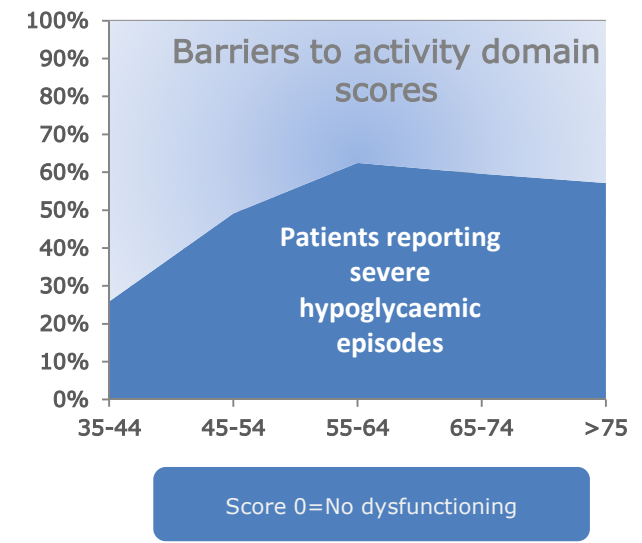 Barriers to activity domain
scores
100%
90%
80%
70%
60%
50%
40%
30%
20%
10%
0%
Patients reporting
severe
hypoglycaemic
episodes
35-44 45-54 55-64 65-74 >75
Score 0=No dysfunctioning